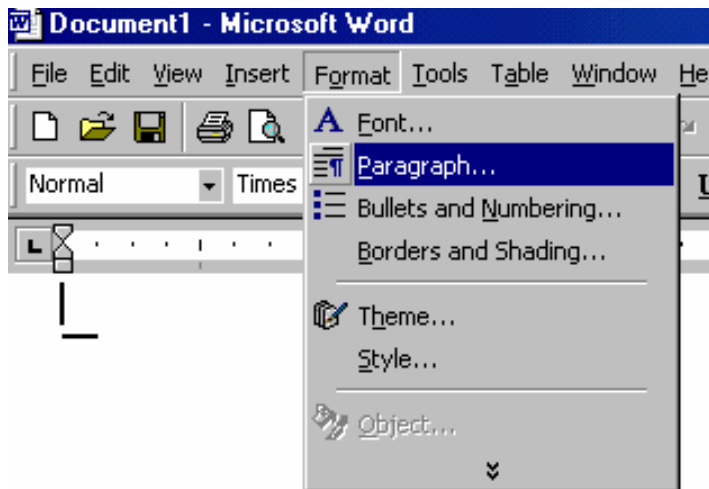 Document1 - Microsoft Word
File Edit View Insert Format Tools Table Window He
Font...
Normal Times Paragraph... U
Bullets and Numbering...
Borders and Shading...
Theme...
Style...
Object...